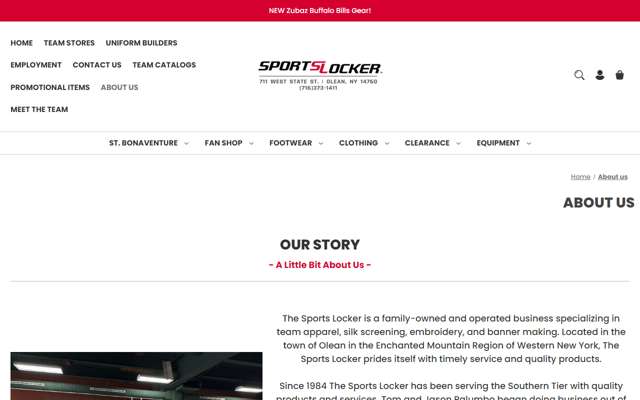 NEW Zubaz Buffalo Bills Gear!
HOME TEAM STORES UNIFORM BUILDERS
EMPLOYMENT CONTACT US TEAM CATALOGS
PROMOTIONAL ITEMS ABOUT US
MEET THE TEAM
SPORTSLOCKER.
711 WEST STATE ST. / OLEAN, NY 14760
(716)373-1411
ST. BONAVENTURE FAN SHOP FOOTWEAR CLOTHING CLEARANCE EQUIPMENT
Home / About us
ABOUT US
OUR STORY
- A Little Bit About Us -
The Sports Locker is a family-owned and operated business specializing in
team apparel, silk screening, embroidery, and banner making. Located in the
town of Olean in the Enchanted Mountain Region of Western New York, The
Sports Locker prides itself with timely service and quality products.
Since 1984 The Sports Locker has been serving the Southern Tier with quality
products and services. Tom and Jason Palumbo began doing business out of